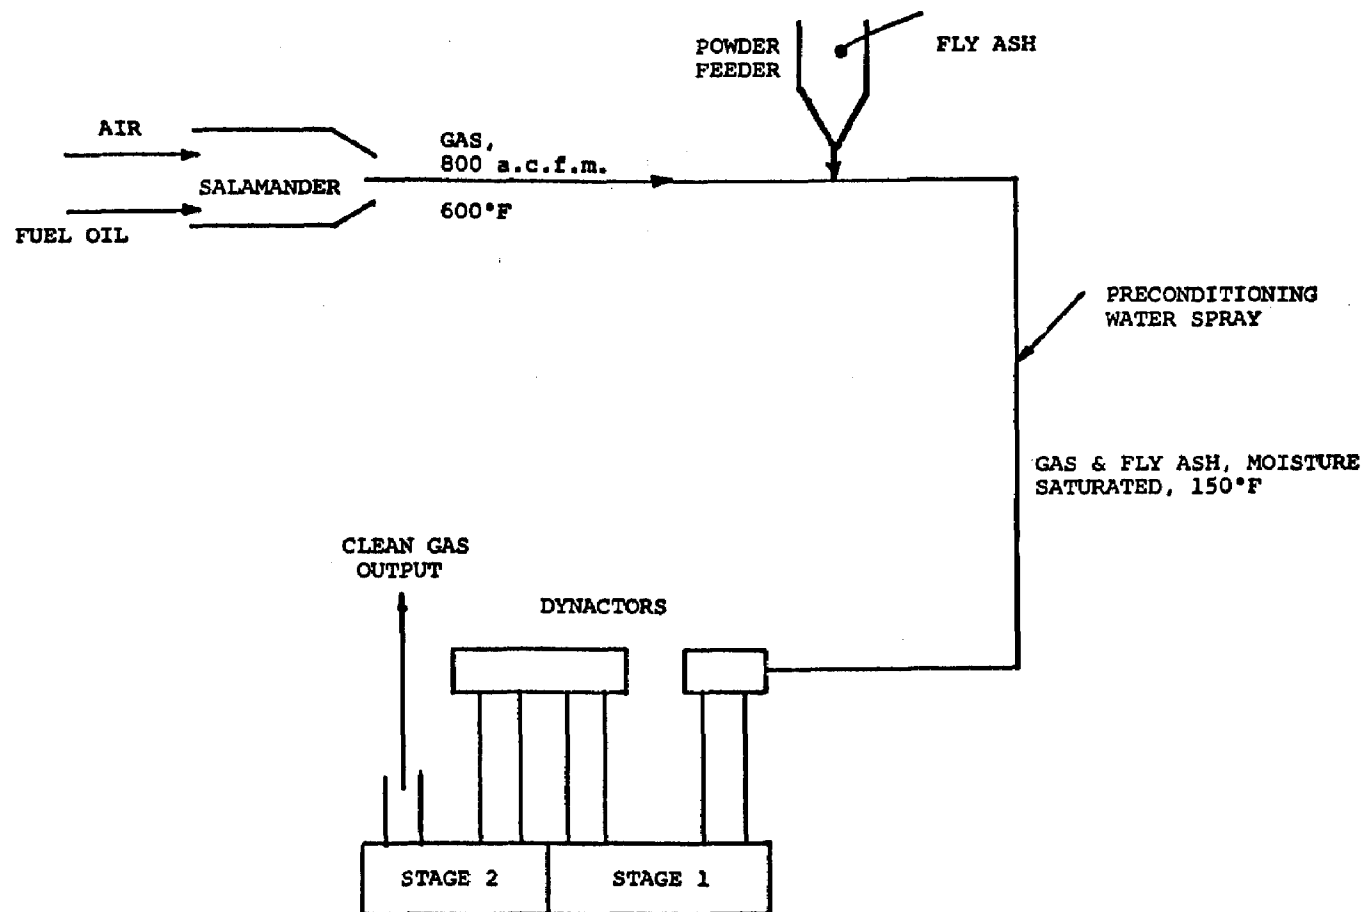 POWDER
FEEDER
FLY ASH
AIR
GAS,
800 a.c.f.m.
SALAMANDER
600°F
FUEL OIL
PRECONDITIONING
WATER SPRAY
GAS & FLY ASH, MOISTURE
SATURATED, 150°F
CLEAN GAS
OUTPUT
DYNACTORS
STAGE 2
STAGE 1